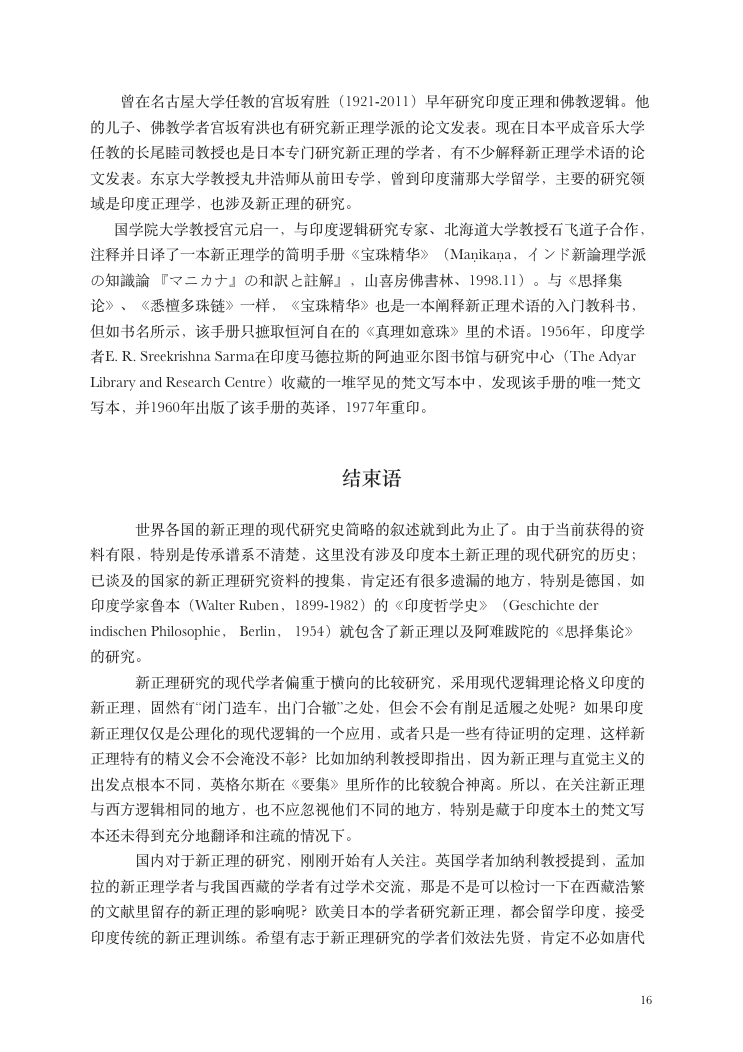 曾在名古屋大学任教的宫坂宥胜（1921-2011）早年研究印度正理和佛教逻辑。他
的儿子、佛教学者宫坂宥洪也有研究新正理学派的论文发表。现在日本平成音乐大学
任教的长尾睦司教授也是日本专门研究新正理的学者，有不少解释新正理学术语的论
文发表。东京大学教授丸井浩师从前田专学，曾到印度蒲那大学留学，主要的研究领
域是印度正理学，也涉及新正理的研究。
国学院大学教授宫元启一，与印度逻辑研究专家、北海道大学教授石飞道子合作，
注释并日译了一本新正理学的简明手册《宝珠精华》（Maṇikaṇa，インド新論理学派
の知識論 『マニカナ』の和訳と註解』，山喜房佛書林、1998.11）。与《思择集
论》、《悉檀多珠链》一样，《宝珠精华》也是一本阐释新正理术语的入门教科书，
但如书名所示，该手册只摭取恒河自在的《真理如意珠》里的术语。1956年，印度学
者E. R. Sreekrishna Sarma在印度马德拉斯的阿迪亚尔图书馆与研究中心（The Adyar
Library and Research Centre）收藏的一堆罕见的梵文写本中，发现该手册的唯一梵文
写本，并1960年出版了该手册的英译，1977年重印。
结束语
世界各国的新正理的现代研究史简略的叙述就到此为止了。由于当前获得的资
料有限，特别是传承谱系不清楚，这里没有涉及印度本土新正理的现代研究的历史；
已谈及的国家的新正理研究资料的搜集，肯定还有很多遗漏的地方，特别是德国，如
印度学家鲁本（Walter Ruben，1899-1982）的《印度哲学史》（Geschichte der
indischen Philosophie， Berlin， 1954）就包含了新正理以及阿难跋陀的《思择集论》
的研究。
新正理研究的现代学者偏重于横向的比较研究，采用现代逻辑理论格义印度的
新正理，固然有“闭门造车，出门合辙”之处，但会不会有削足适履之处呢？如果印度
新正理仅仅是公理化的现代逻辑的一个应用，或者只是一些有待证明的定理，这样新
正理特有的精义会不会淹没不彰？比如加纳利教授即指出，因为新正理与直觉主义的
出发点根本不同，英格尔斯在《要集》里所作的比较貌合神离。所以，在关注新正理
与西方逻辑相同的地方，也不应忽视他们不同的地方，特别是藏于印度本土的梵文写
本还未得到充分地翻译和注疏的情况下。
国内对于新正理的研究，刚刚开始有人关注。英国学者加纳利教授提到，孟加
拉的新正理学者与我国西藏的学者有过学术交流，那是不是可以检讨一下在西藏浩繁
的文献里留存的新正理的影响呢？欧美日本的学者研究新正理，都会留学印度，接受
印度传统的新正理训练。希望有志于新正理研究的学者们效法先贤，肯定不必如唐代
16